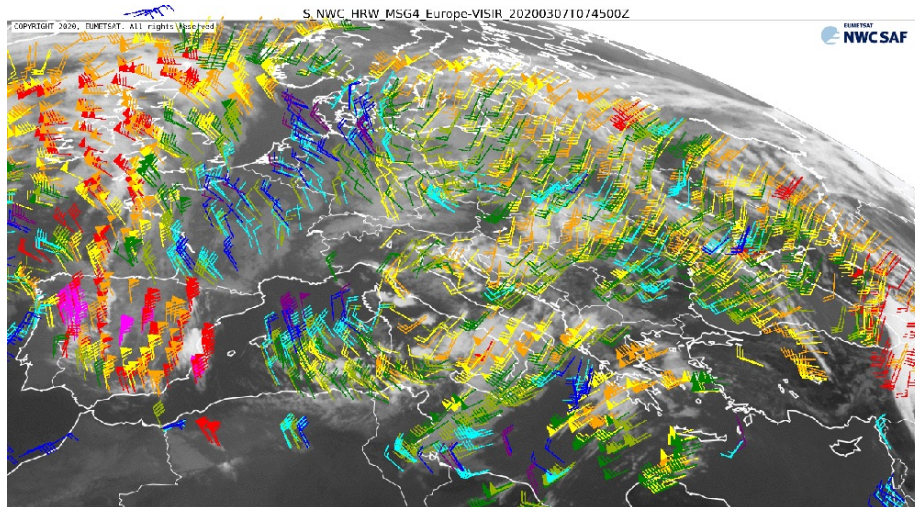 S_NWC_HRW_MSG4_Europe-VISIR_20200307T074500Z
COPYRIGHT 2020, EUMETSAT. All rights reserved
EUMETSAT
NWC SAF